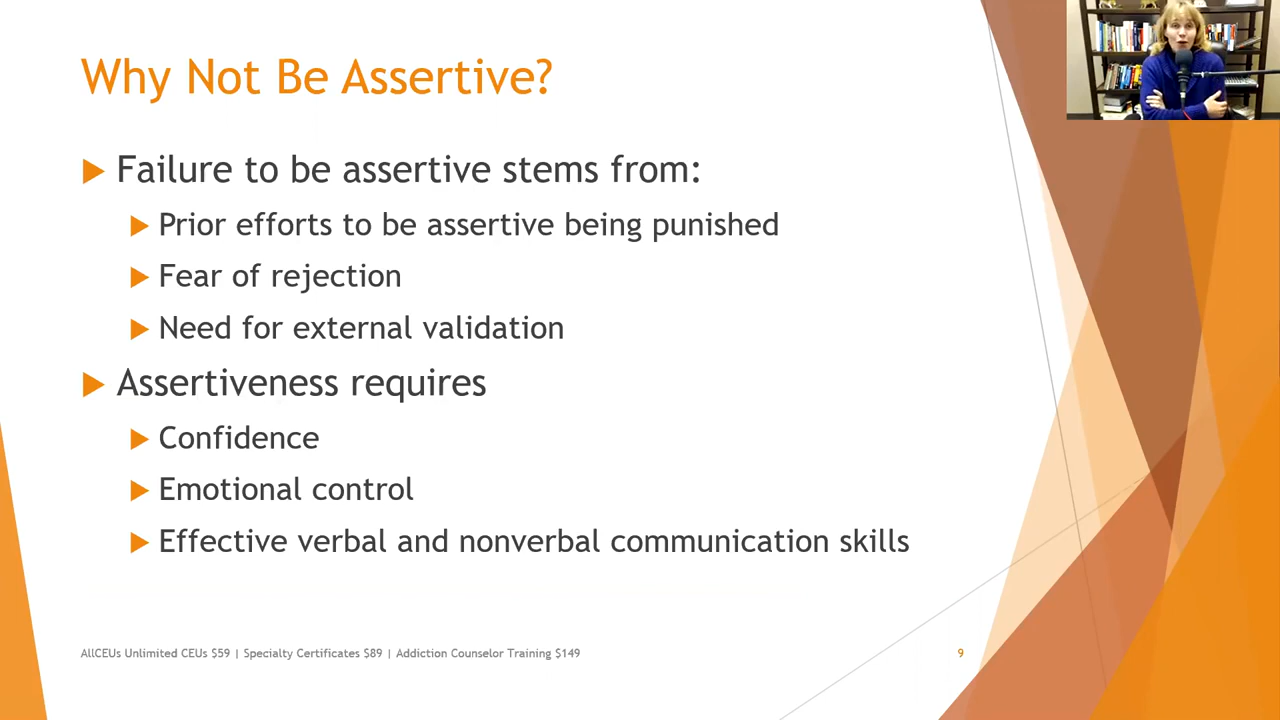 Why Not Be Assertive?
Failure to be assertive stems from:
Prior efforts to be assertive being punished
Fear of rejection
Need for external validation
Assertiveness requires
Confidence
Emotional control
Effective verbal and nonverbal communication skills
AllCEUs Unlimited CEUs $59 | Specialty Certificates $89 | Addiction Counselor Training $149
9